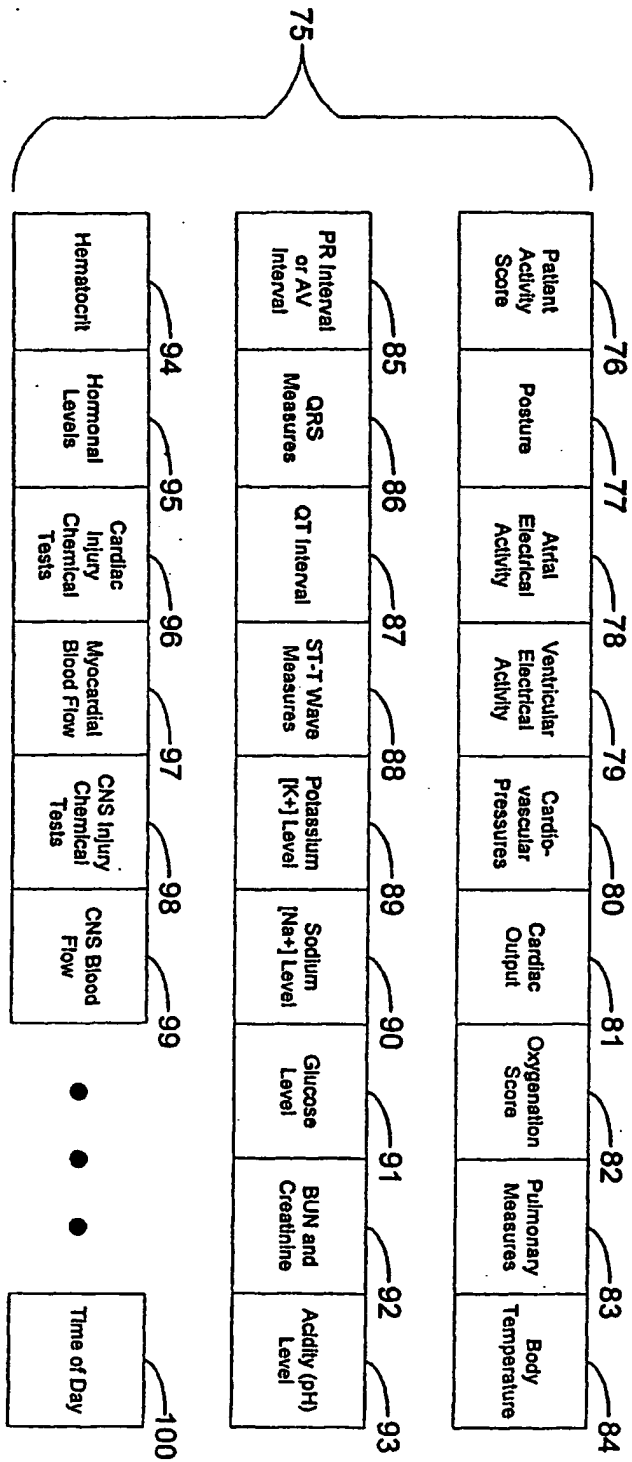 75
76
77
78
79
80
81
82
83
84
Patient
Activity
Score
Posture
Atrial
Electrical
Activity
Ventricular
Electrical
Activity
Cardio-
vascular
Pressures
Cardiac
Output
Oxygenation
Score
Pulmonary
Measures
Body
Temperature
85
86
87
88
89
90
91
92
93
PR Interval
or AV
Interval
QRS
Measures
QT Interval
ST-T Wave
Measures
Potassium
[K+] Level
Sodium
[Na+] Level
Glucose
Level
BUN and
Creatinine
Acidity (pH)
Level
94
95
96
97
98
99
100
Hematocrit
Hormonal
Levels
Cardiac
Injury
Chemical
Tests
Myocardial
Blood Flow
CNS Injury
Chemical
Tests
CNS Blood
Flow
Time of Day